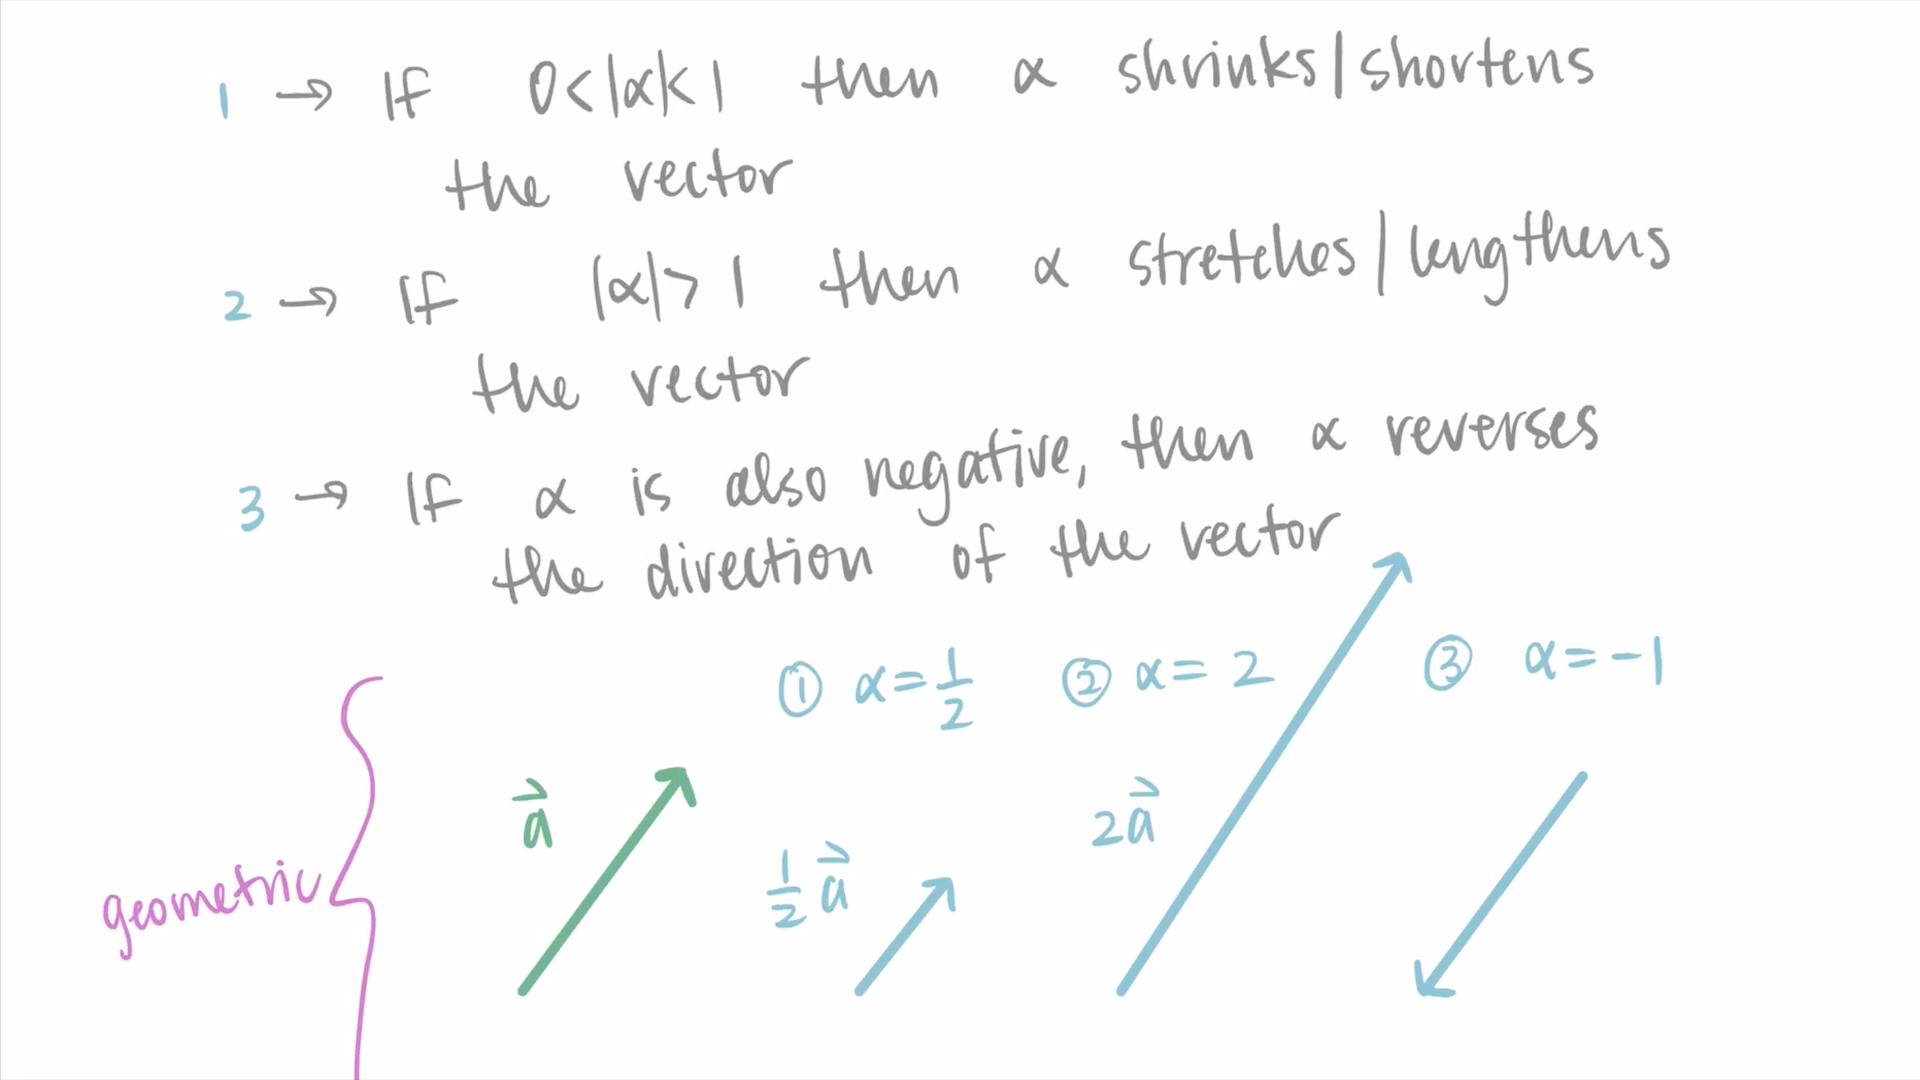 1 → If 0<|α|<1 then α shrinks/shortens
the vector
2 → If |α|>1 then α stretches/lengthens
the vector
3 → If α is also negative, then α reverses
the direction of the vector
① α=1/2 ② α=2 ③ α=-1
a⃗
2a⃗
1/2 a⃗
geometric